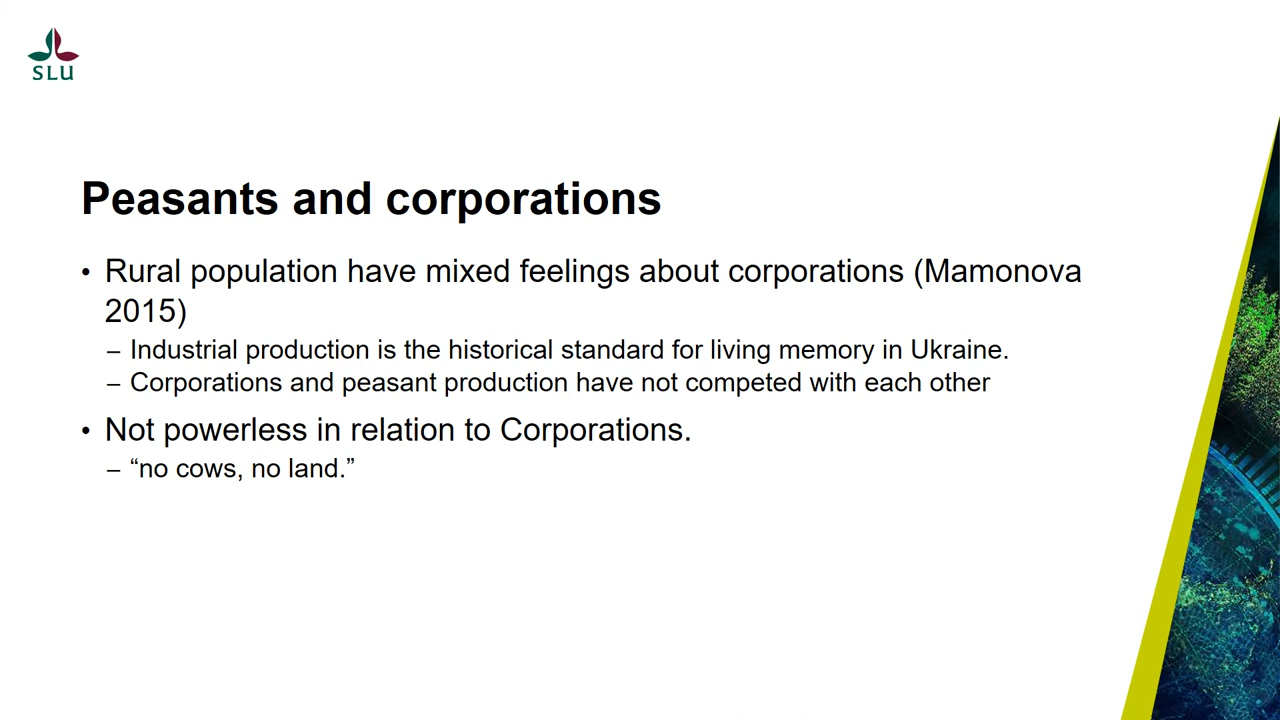 SLU
Peasants and corporations
• Rural population have mixed feelings about corporations (Mamonova
2015)
– Industrial production is the historical standard for living memory in Ukraine.
– Corporations and peasant production have not competed with each other
• Not powerless in relation to Corporations.
– “no cows, no land.”